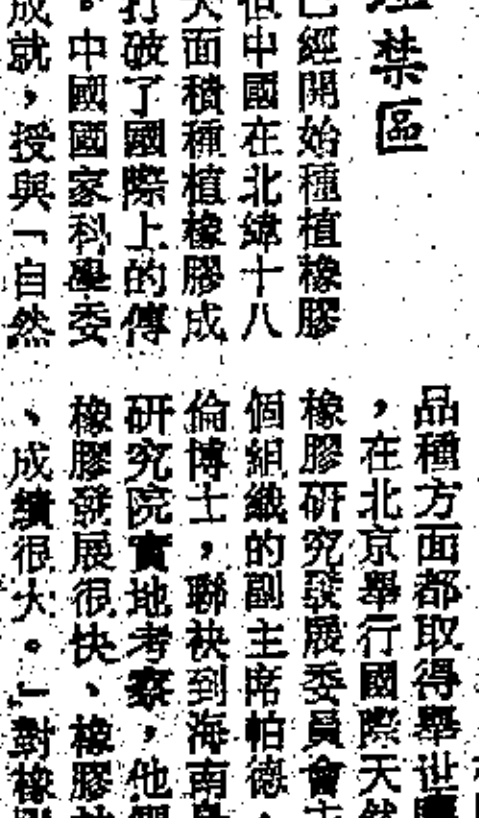 禁區
已經開始種植橡膠
但中國在北緯十八
大面積種植橡膠成
打破了國際上的傳
。中國國家科學委
成就，授與「自然
品種方面都取得舉世
，在北京舉行國際天然
橡膠研究發展委員會主
個組織的副主席帕德．
倫博士，聯袂到海南島
研究院實地考察，他們
橡膠發展很快、橡膠
、成績很大。」對橡